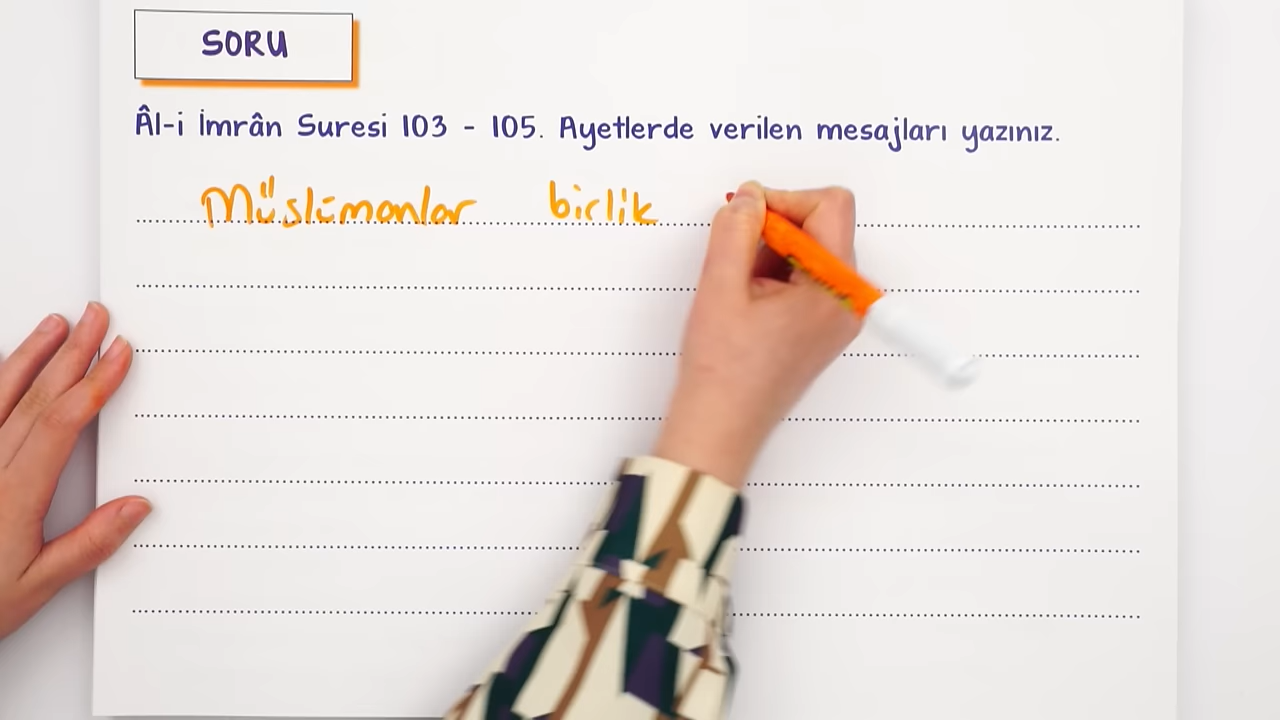 SORU
Âl-i İmrân Suresi 103 - 105. Ayetlerde verilen mesajları yazınız.
Müslümanlar birlik